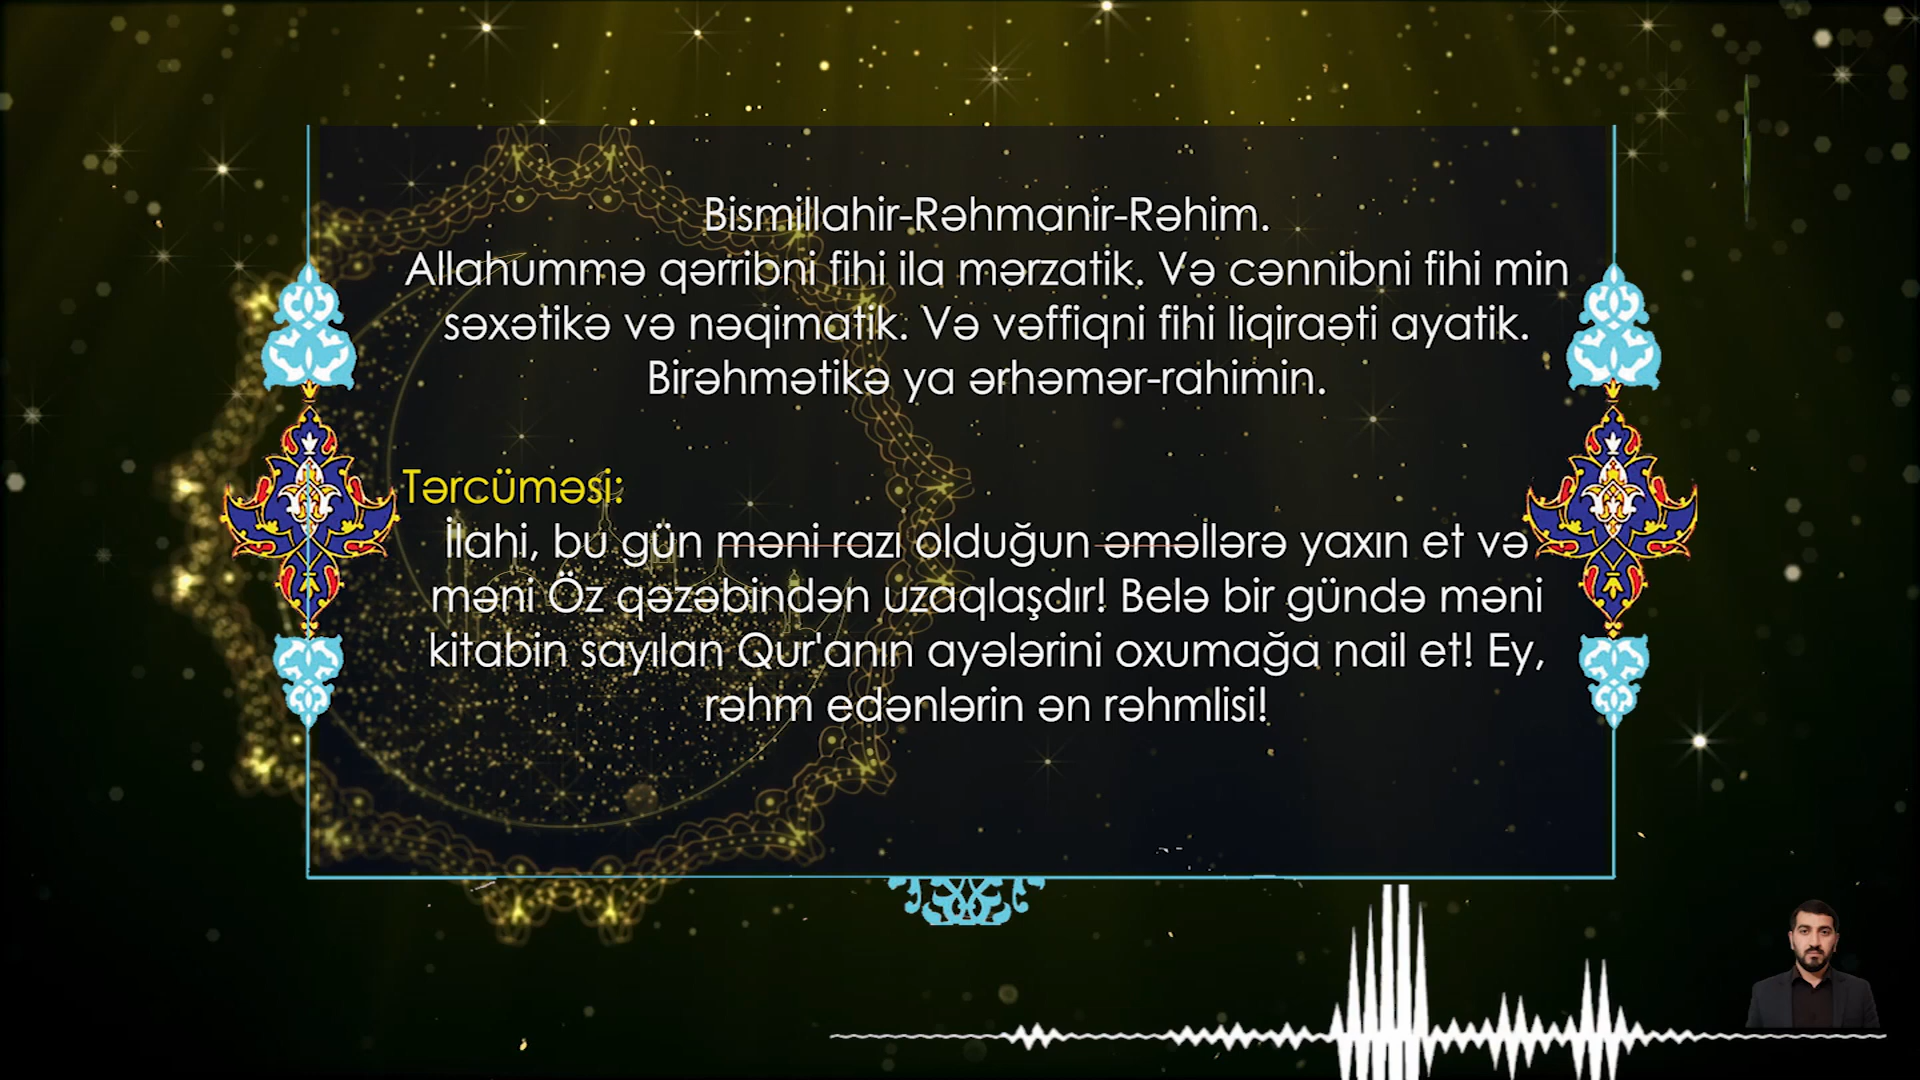 Bismillahir-Rəhmanir-Rəhim.
Allahummə qərribni fihi ila mərzatik. Və cənnibni fihi min
səxətikə və nəqimatik. Və vəffiqni fihi liqiraəti ayatik.
Birəhmətikə ya ərhəmər-rahimin.
Tərcüməsi:
İlahi, bu gün məni razı olduğun əməllərə yaxın et və
məni Öz qəzəbindən uzaqlaşdır! Belə bir gündə məni
kitabin sayılan Qur'anın ayələrini oxumağa nail et! Ey,
rəhm edənlərin ən rəhmlisi!